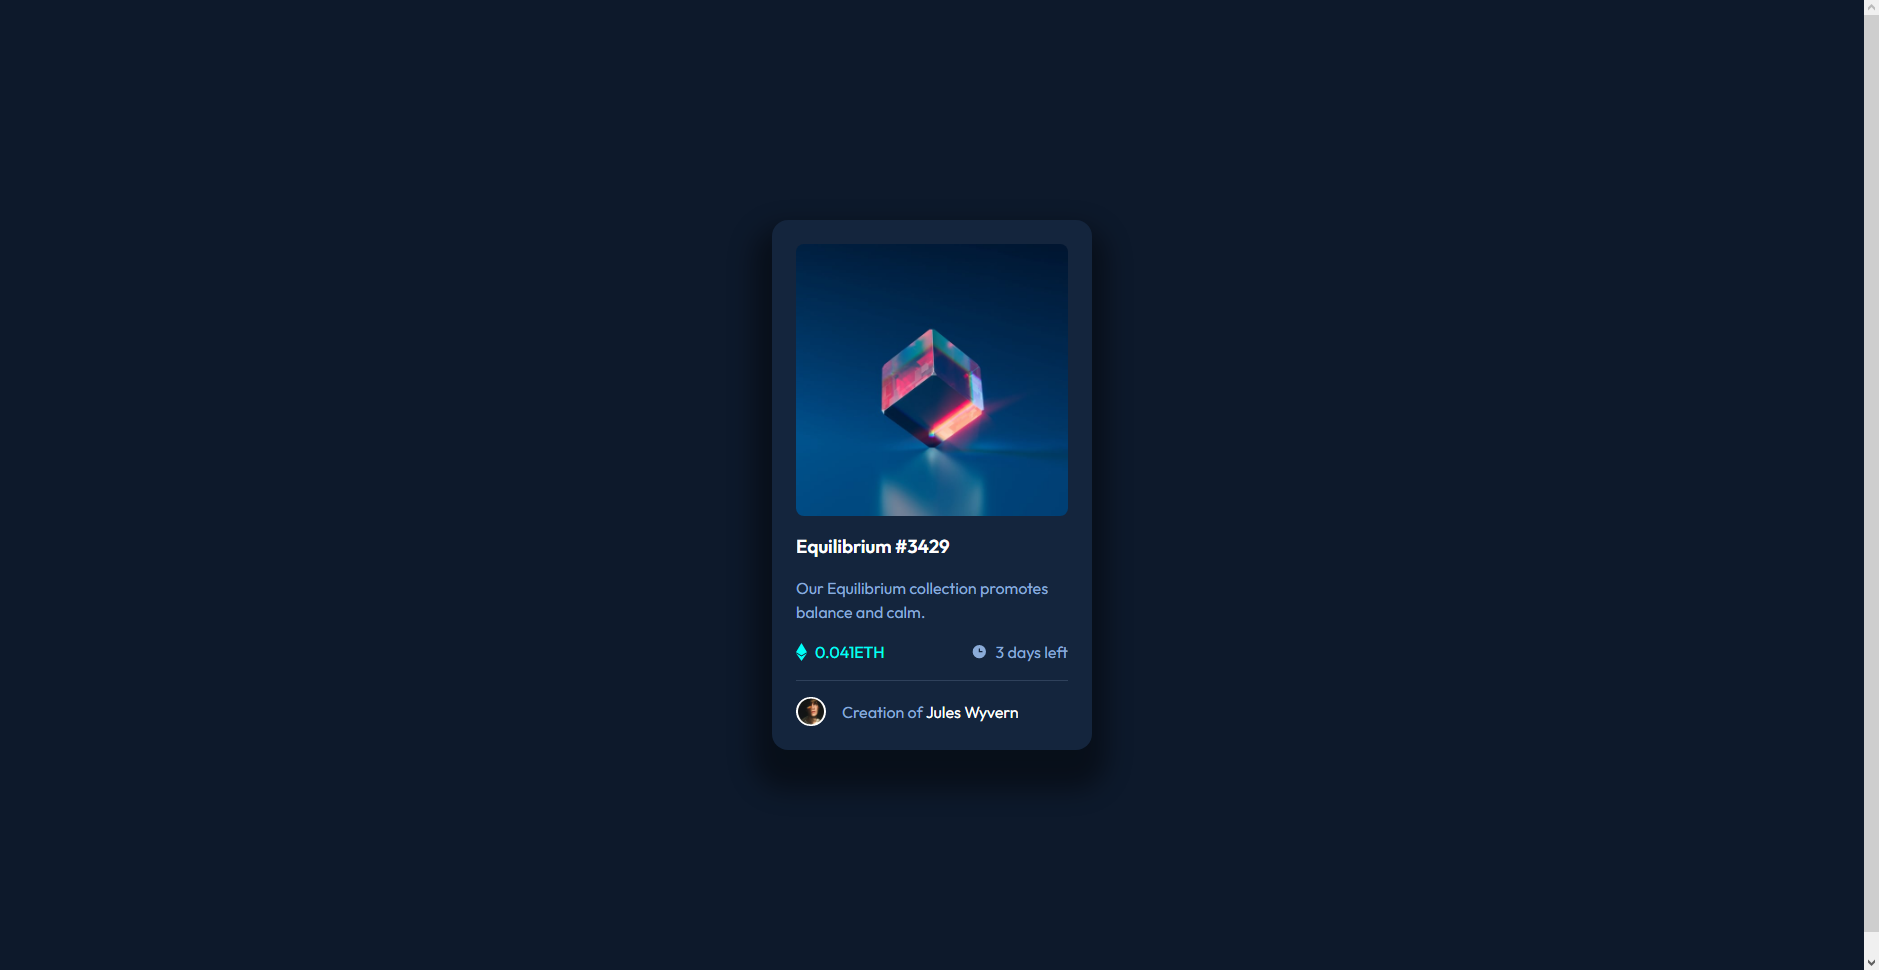 Equilibrium #3429
Our Equilibrium collection promotes
balance and calm.
0.041ETH
3 days left
Creation of Jules Wyvern